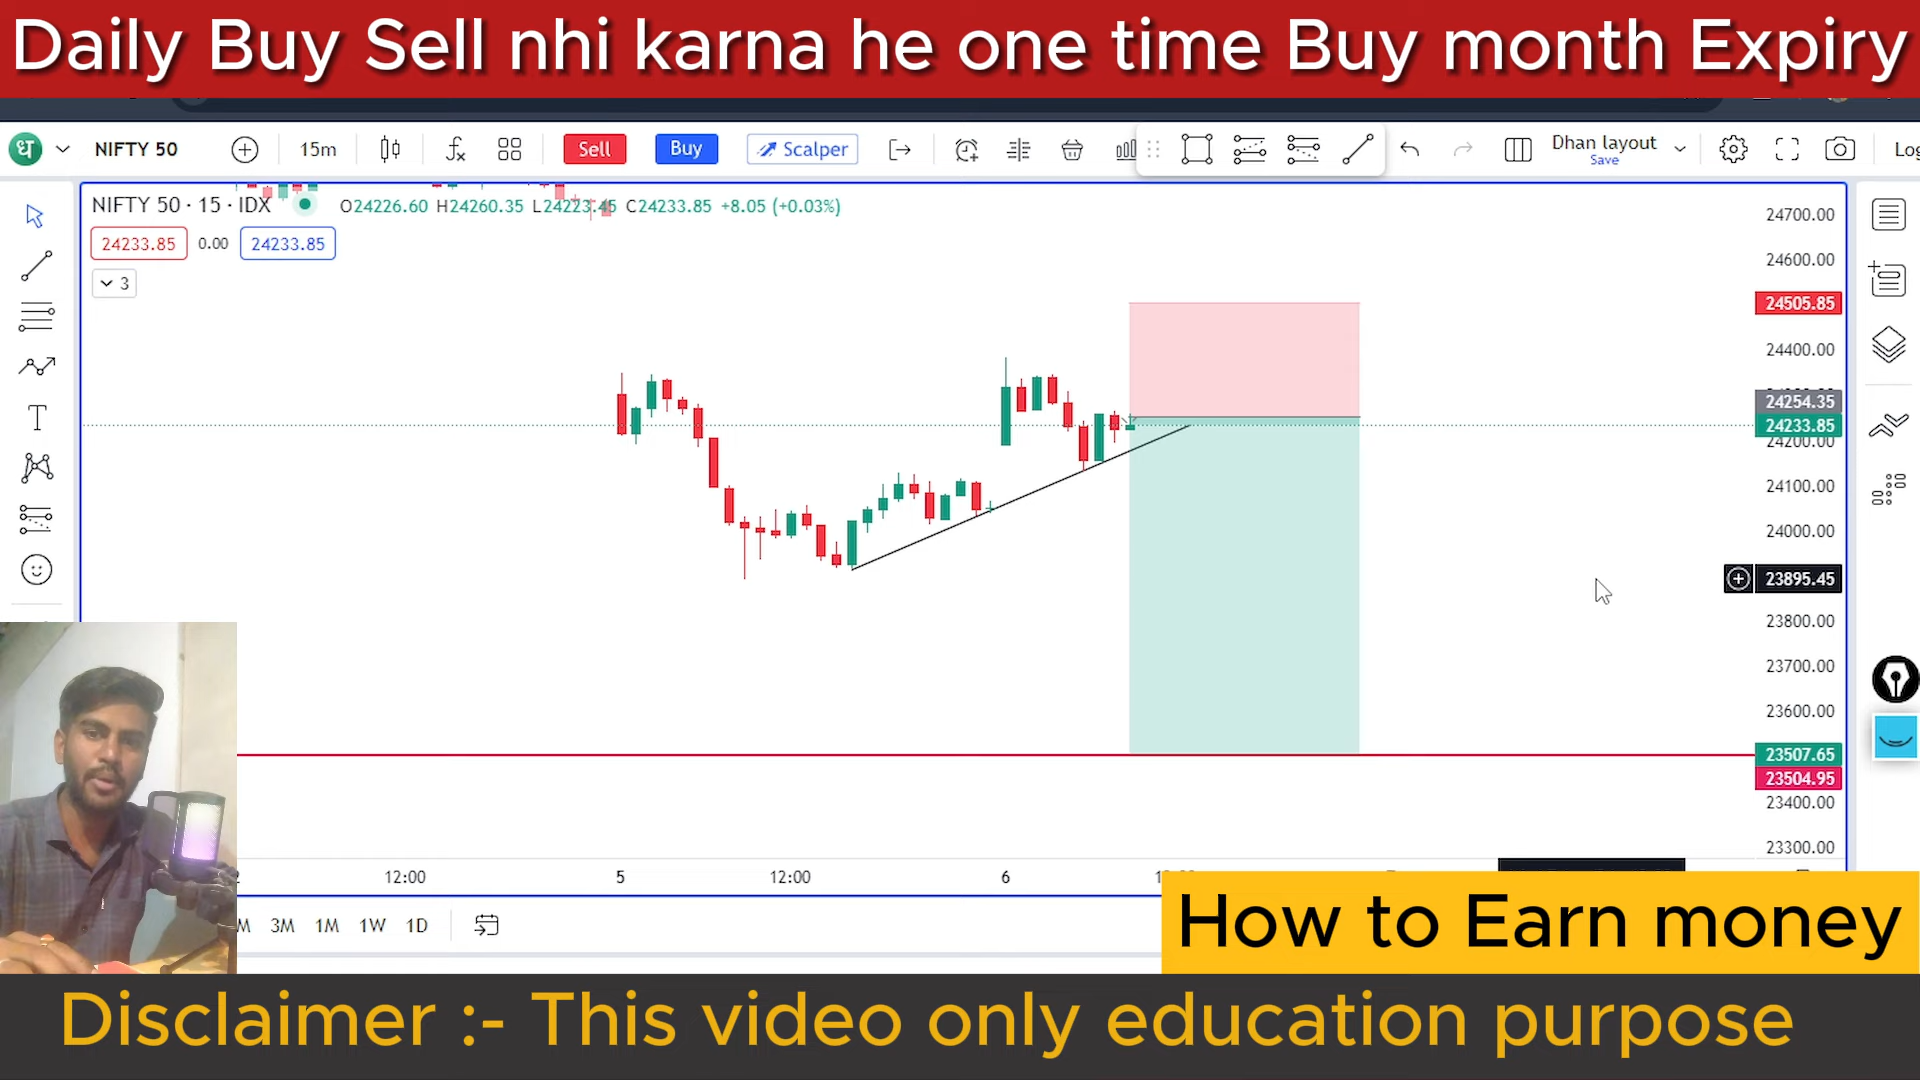 Daily Buy Sell nhi karna he one time Buy month Expiry
ध NIFTY 50 15m Sell Buy Scalper Dhan layout Save Log
NIFTY 50 · 15 · IDX O24226.60 H24260.35 L24223.45 C24233.85 +8.05 (+0.03%)
24233.85 0.00 24233.85
3
24700.00
24600.00
24505.85
24400.00
24254.35
24233.85
24200.00
24100.00
24000.00
23895.45
23800.00
23700.00
23600.00
23507.65
23504.95
23400.00
23300.00
12:00 5 12:00 6
3M 1M 1W 1D
How to Earn money
Disclaimer :- This video only education purpose